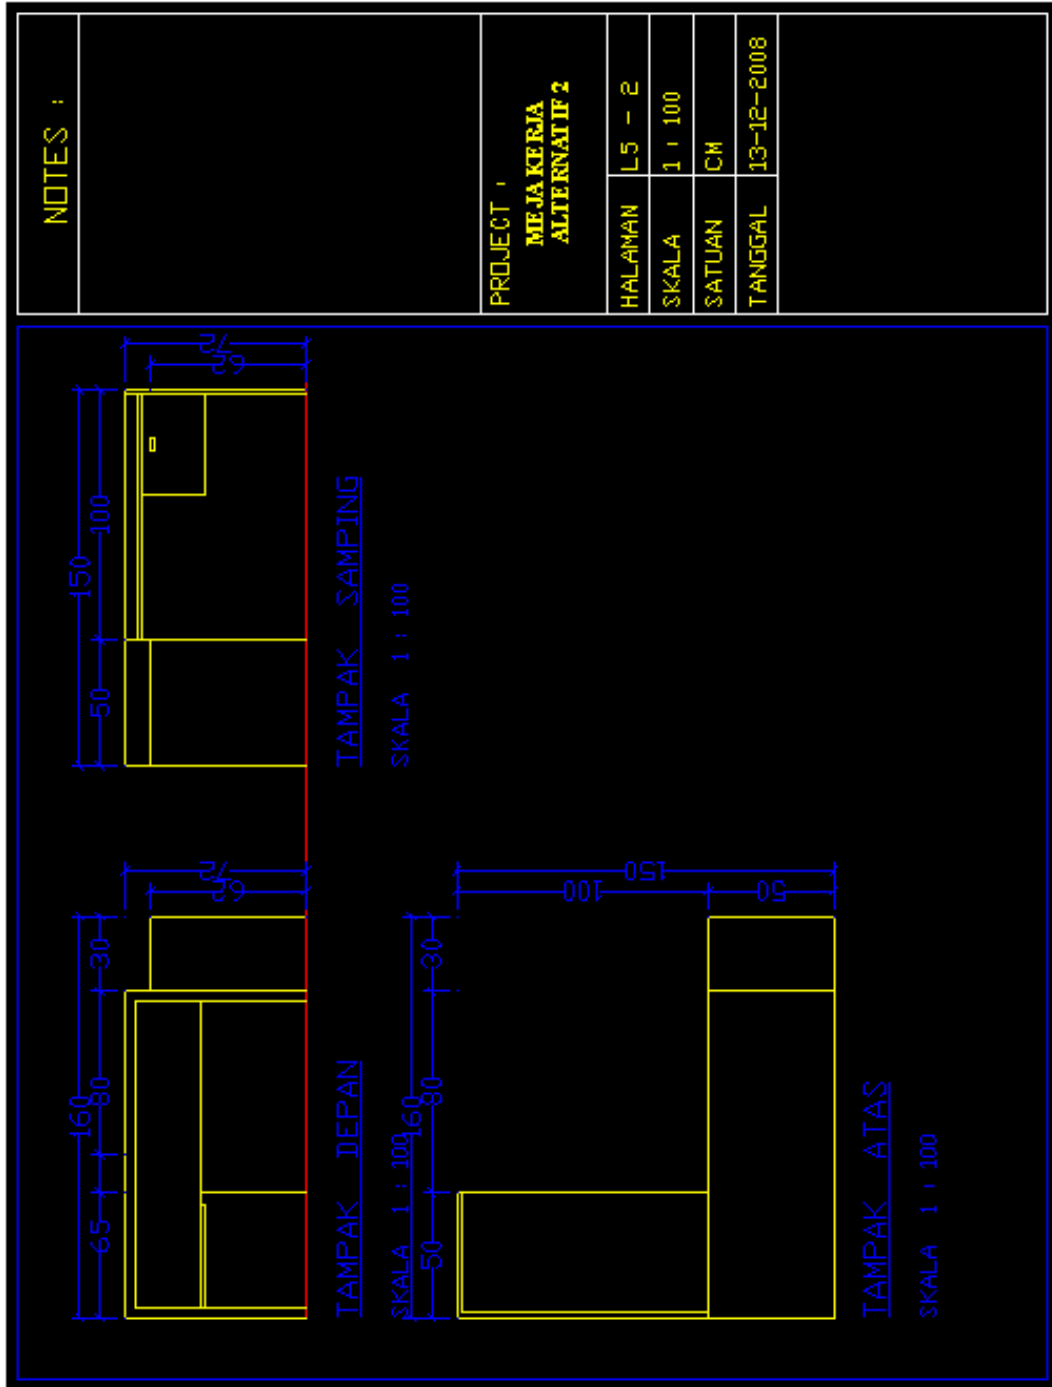 NOTES :
PROJECT :
MEJA KERJA
ALTERNATIF 2
HALAMAN L5 - 2
SKALA 1 : 100
SATUAN CM
TANGGAL 13-12-2008
160
65 80 30
72
62
TAMPAK DEPAN
SKALA 1 : 100
150
50 100
72
62
TAMPAK SAMPING
SKALA 1 : 100
160
50 80 30
150
100
50
TAMPAK ATAS
SKALA 1 : 100